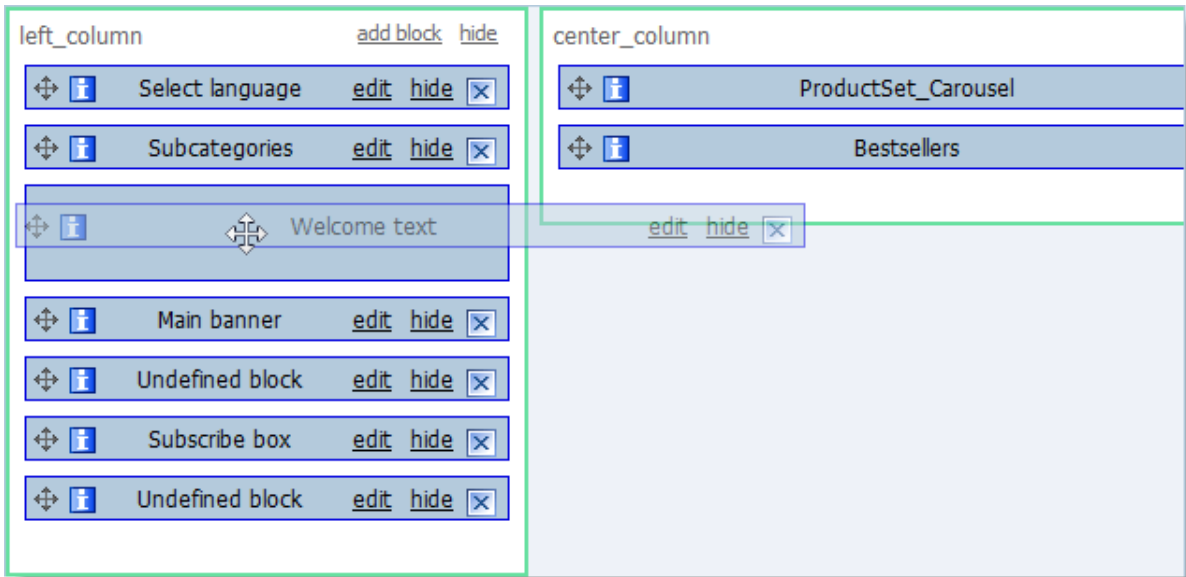 left_column add block hide
Select language edit hide
Subcategories edit hide
Welcome text edit hide
Main banner edit hide
Undefined block edit hide
Subscribe box edit hide
Undefined block edit hide
center_column
ProductSet_Carousel
Bestsellers